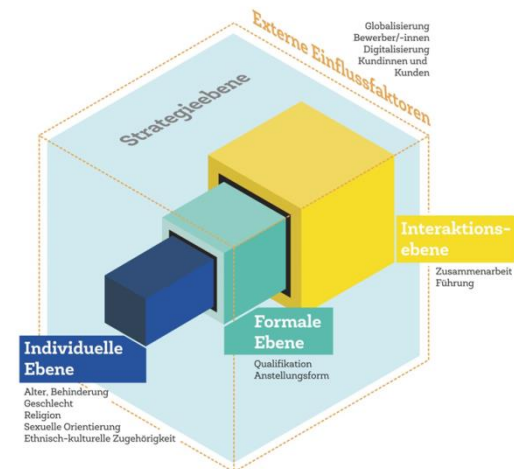 Externe Einflussfaktoren
Globalisierung
Bewerber/-innen
Digitalisierung
Kundinnen und
Kunden
Strategieebene
Interaktions-
ebene
Zusammenarbeit
Führung
Formale
Ebene
Qualifikation
Anstellungsform
Individuelle
Ebene
Alter, Behinderung
Geschlecht
Religion
Sexuelle Orientierung
Ethnisch-kulturelle Zugehörigkeit